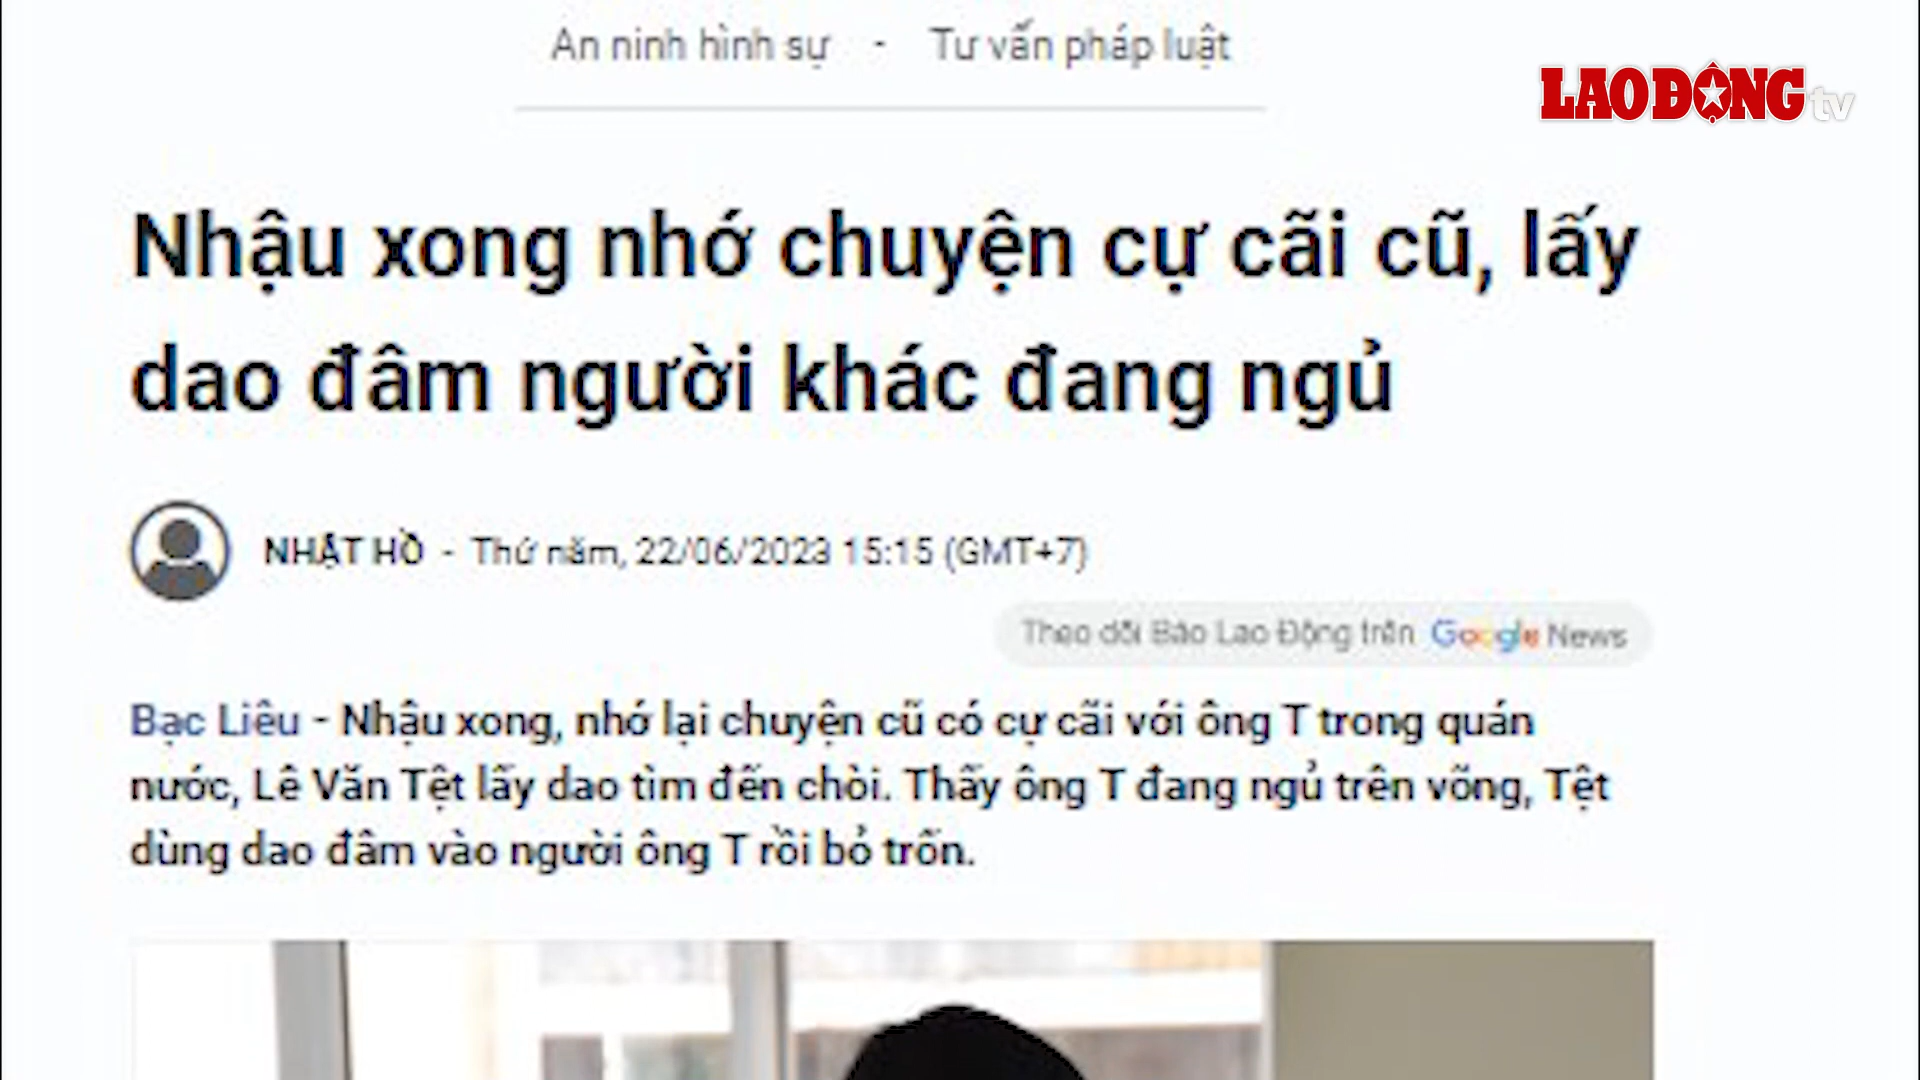 An ninh hình sự - Tư vấn pháp luật
LAO ĐỘNG tv
Nhậu xong nhớ chuyện cự cãi cũ, lấy
dao đâm người khác đang ngủ
NHẬT HỒ - Thứ năm, 22/06/2023 15:15 (GMT+7)
Theo dõi Báo Lao Động trên Google News
Bạc Liêu - Nhậu xong, nhớ lại chuyện cũ có cự cãi với ông T trong quán
nước, Lê Văn Tệt lấy dao tìm đến chòi. Thấy ông T đang ngủ trên võng, Tệt
dùng dao đâm vào người ông T rồi bỏ trốn.